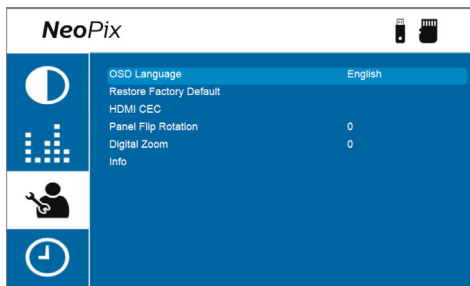 NeoPix
OSD Language English
Restore Factory Default
HDMI CEC
Panel Flip Rotation 0
Digital Zoom 0
Info